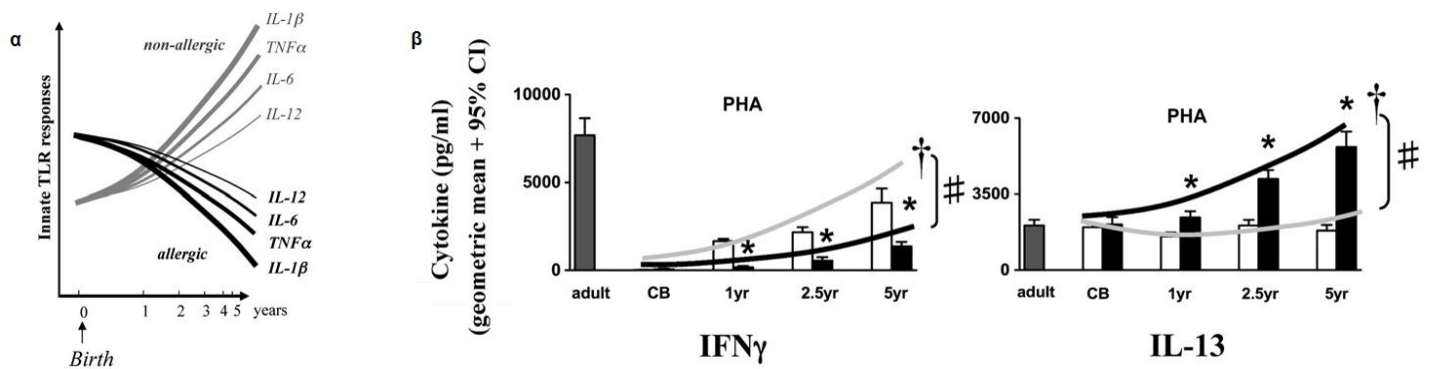 α
Innate TLR responses
non-allergic
IL-1β
TNFα
IL-6
IL-12
IL-12
IL-6
TNFα
IL-1β
allergic
0 1 2 3 4 5 years
Birth
β
Cytokine (pg/ml)
(geometric mean + 95% CI)
PHA
10000
5000
0
* * *
†
#
adult CB 1yr 2.5yr 5yr
IFNγ
PHA
7000
3500
0
* * *
†
#
adult CB 1yr 2.5yr 5yr
IL-13